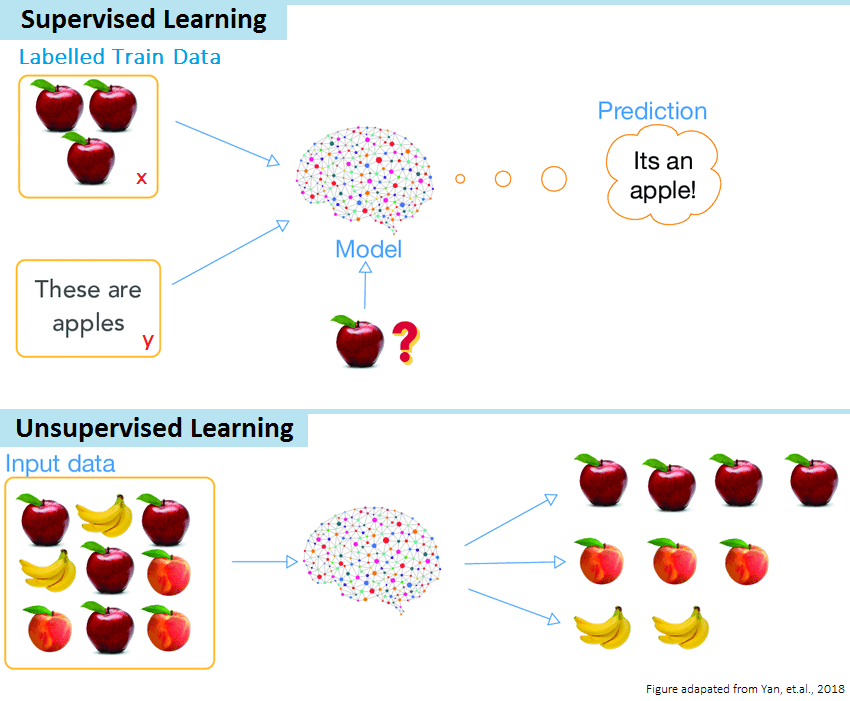 Supervised Learning
Labelled Train Data
x
These are
apples
y
Model
?
Prediction
Its an
apple!
Unsupervised Learning
Input data
Figure adapated from Yan, et.al., 2018